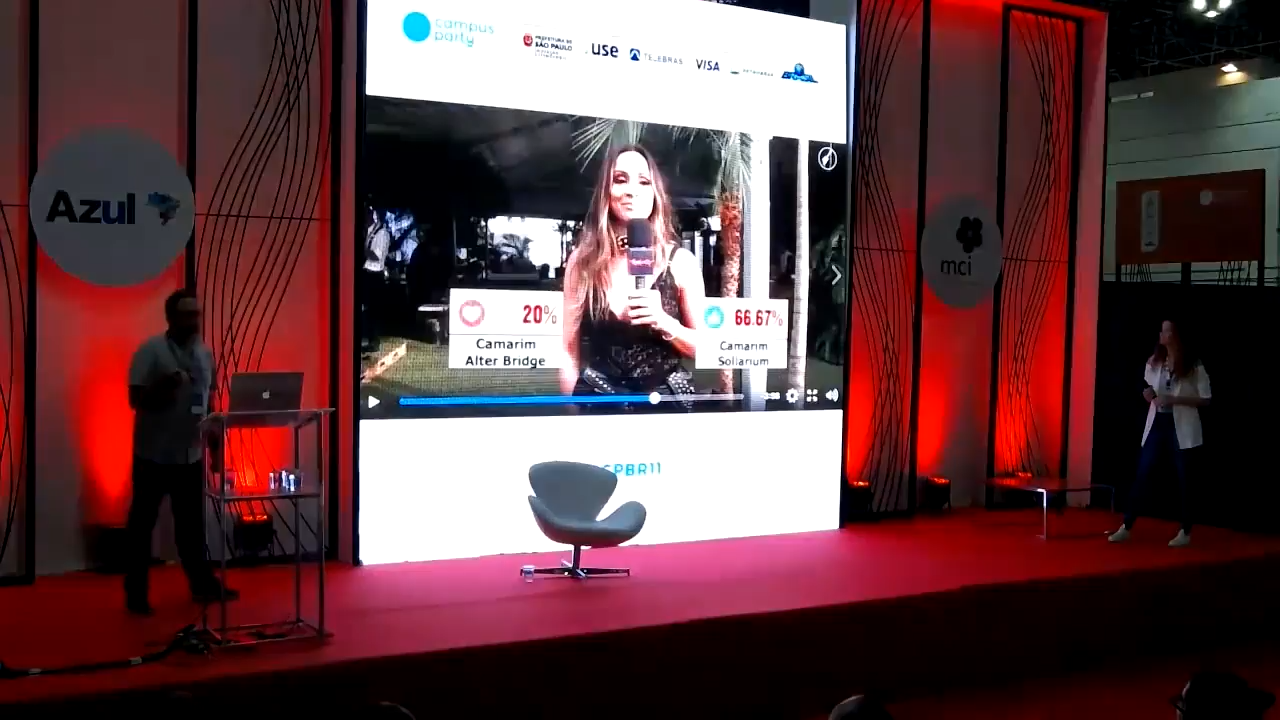 campus
party
PREFEITURA DE
SÃO PAULO
use
TELEBRAS
VISA
Azul
mci
20%
Camarim
Alter Bridge
66.67%
Camarim
Soliarium
CPBR11